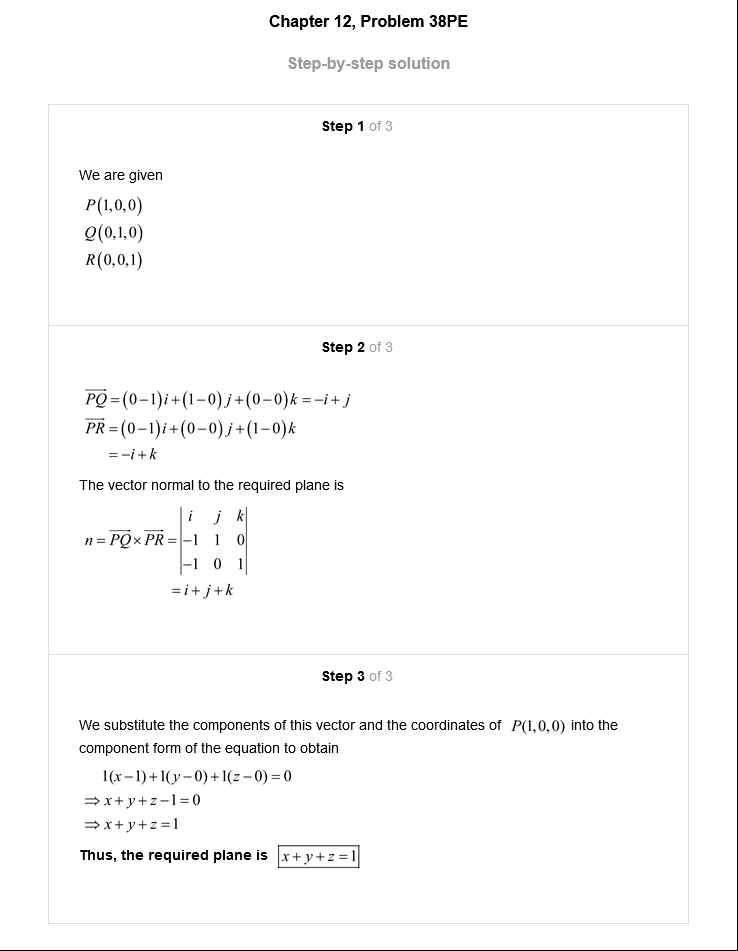 Chapter 12, Problem 38PE
Step-by-step solution
Step 1 of 3
We are given
P(1,0,0)
Q(0,1,0)
R(0,0,1)
Step 2 of 3
$\overrightarrow{PQ}$ = (0−1)i+(1−0)j+(0−0)k = −i+j
$\overrightarrow{PR}$ = (0−1)i+(0−0)j+(1−0)k
= −i+k
The vector normal to the required plane is
$n = \overrightarrow{PQ} \times \overrightarrow{PR} = \begin{vmatrix} i & j & k \\ -1 & 1 & 0 \\ -1 & 0 & 1 \end{vmatrix}$
= i+j+k
Step 3 of 3
We substitute the components of this vector and the coordinates of P(1,0,0) into the
component form of the equation to obtain
1(x−1)+1(y−0)+1(z−0)=0
⇒ x+y+z−1=0
⇒ x+y+z=1
Thus, the required plane is x+y+z=1